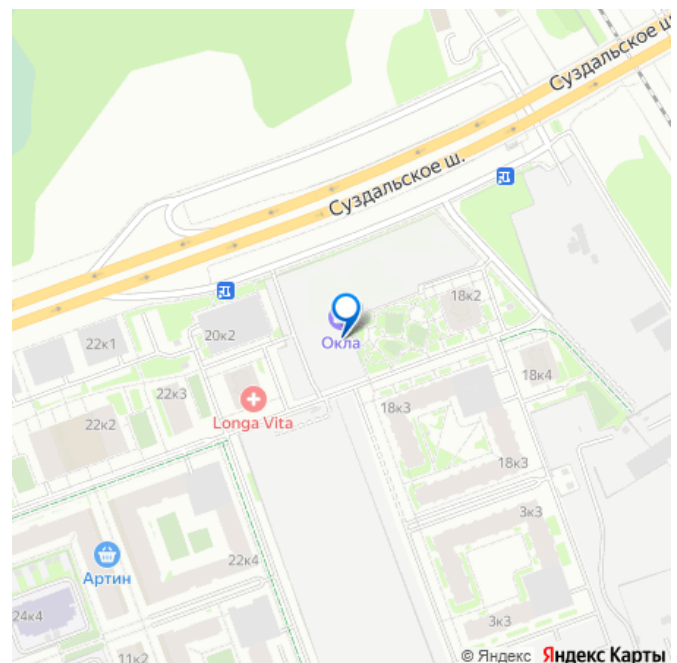 Суздальское ш.
Суздальское ш.
18к2
20к2
22к1
Окла
18к4
22к3
18к3
Longa Vita
22к2
18к3
3к3
22к4
Артин
24к4
3к3
11к2
© Яндекс Яндекс Карты